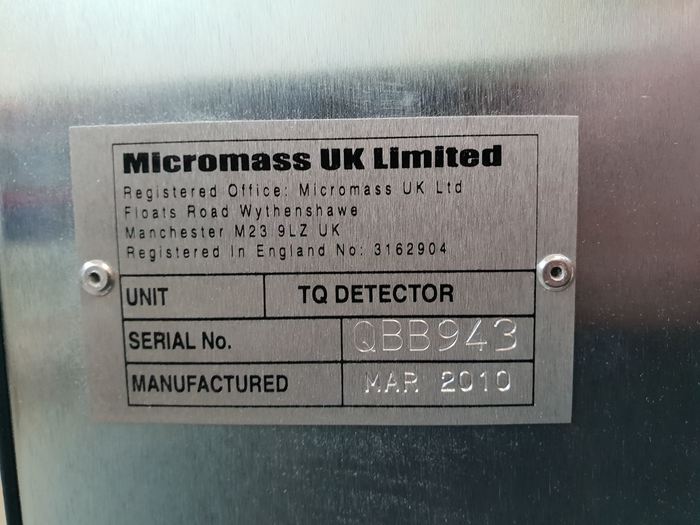 Micromass UK Limited
Registered Office: Micromass UK Ltd
Floats Road Wythenshawe
Manchester M23 9LZ UK
Registered In England No: 3162904
UNIT TQ DETECTOR
SERIAL No. QBB943
MANUFACTURED MAR 2010